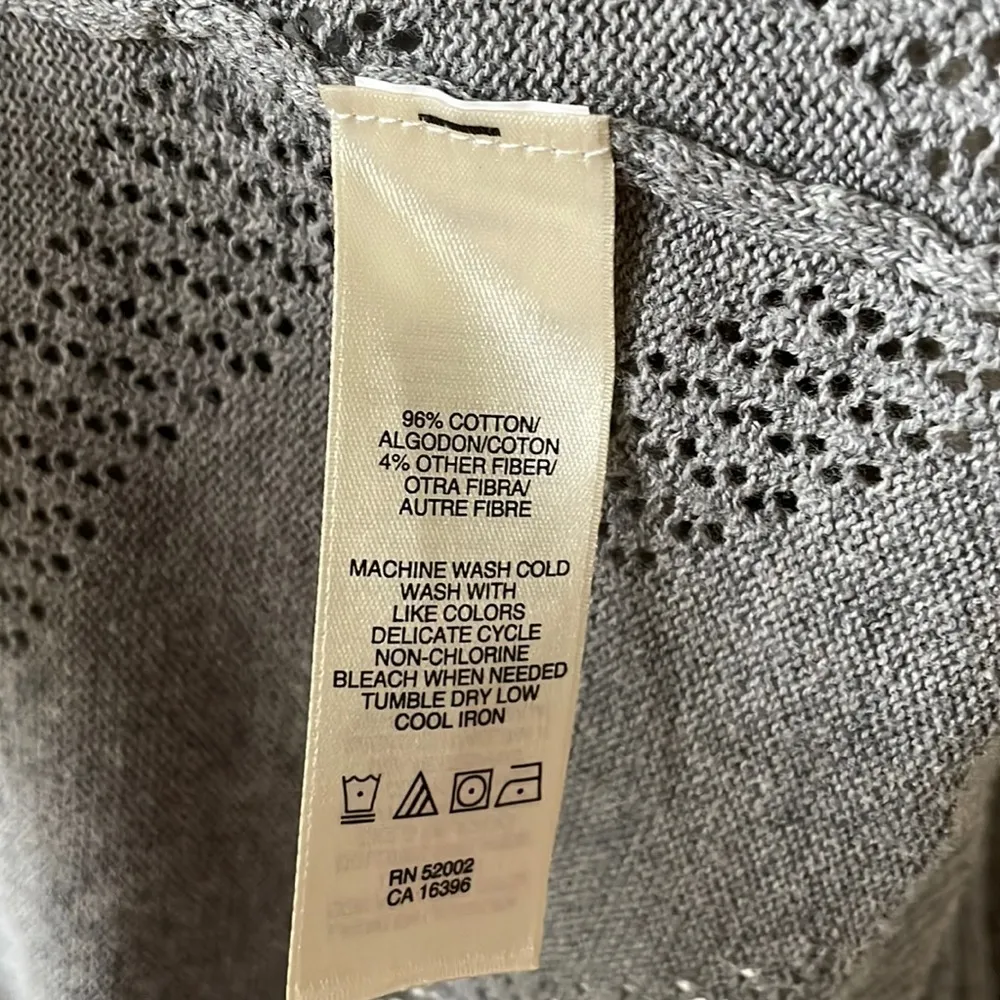 96% COTTON/
ALGODON/COTON
4% OTHER FIBER/
OTRA FIBRA/
AUTRE FIBRE
MACHINE WASH COLD
WASH WITH
LIKE COLORS
DELICATE CYCLE
NON-CHLORINE
BLEACH WHEN NEEDED
TUMBLE DRY LOW
COOL IRON
RN 52002
CA 16396